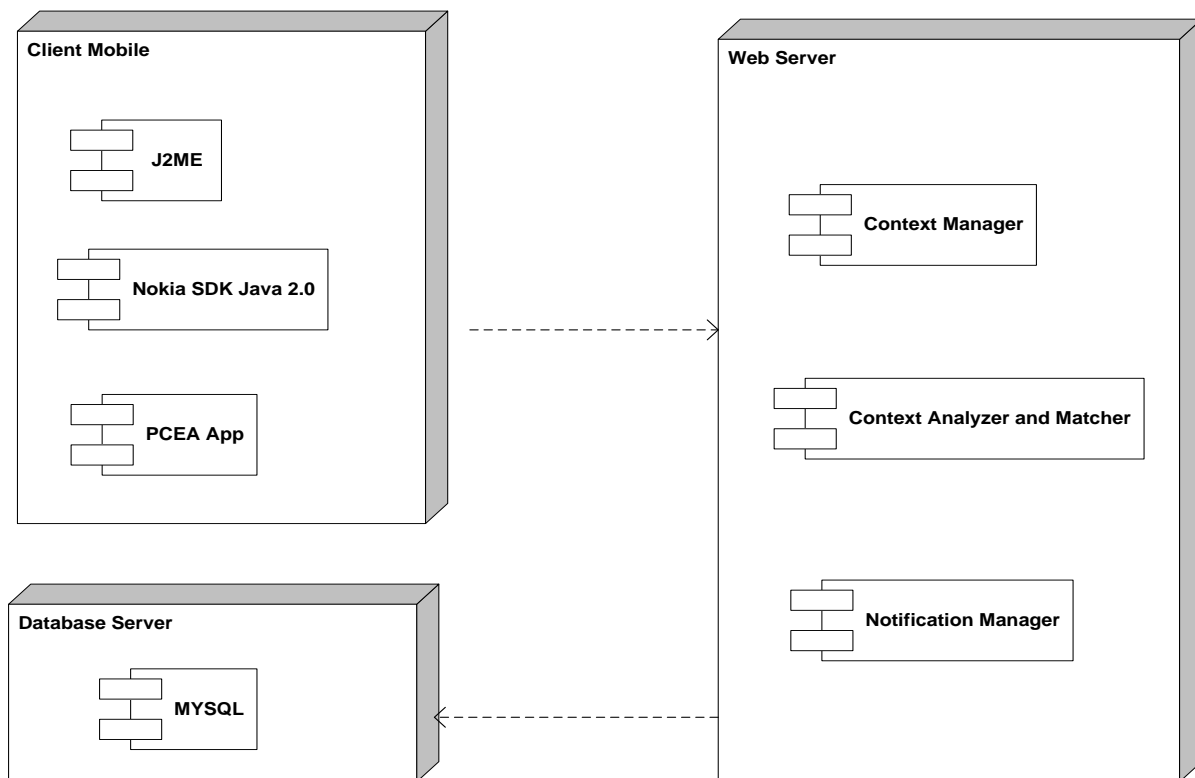 Client Mobile
J2ME
Nokia SDK Java 2.0
PCEA App
Web Server
Context Manager
Context Analyzer and Matcher
Notification Manager
Database Server
MYSQL